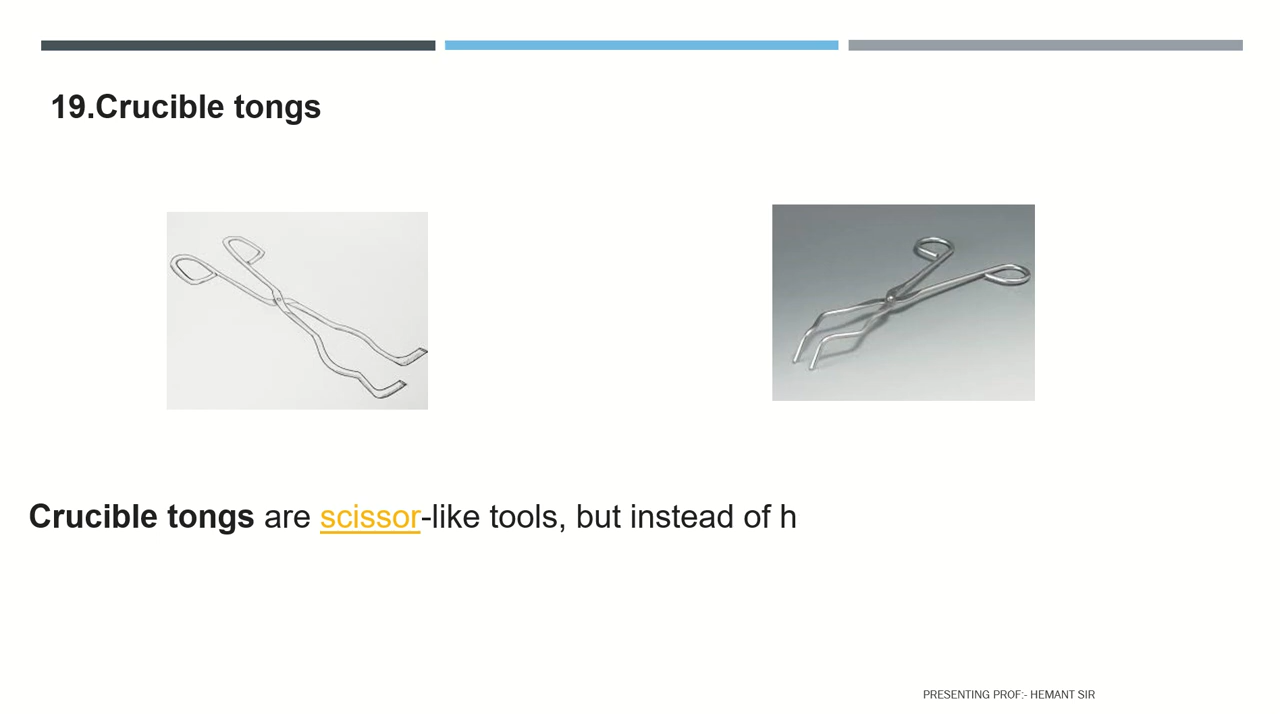 19.Crucible tongs
Crucible tongs are scissor-like tools, but instead of h
PRESENTING PROF:- HEMANT SIR